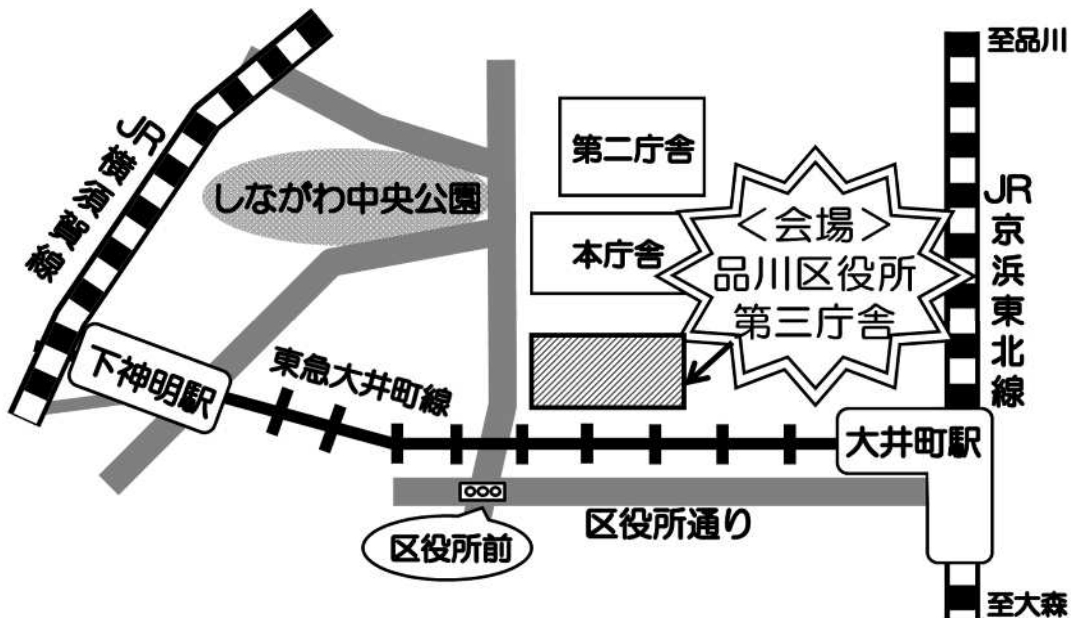 至品川
JR横須賀線
第二庁舎
しながわ中央公園
本庁舎
<会場>
品川区役所
第三庁舎
JR京浜東北線
下神明駅
東急大井町線
大井町駅
区役所通り
区役所前
至大森